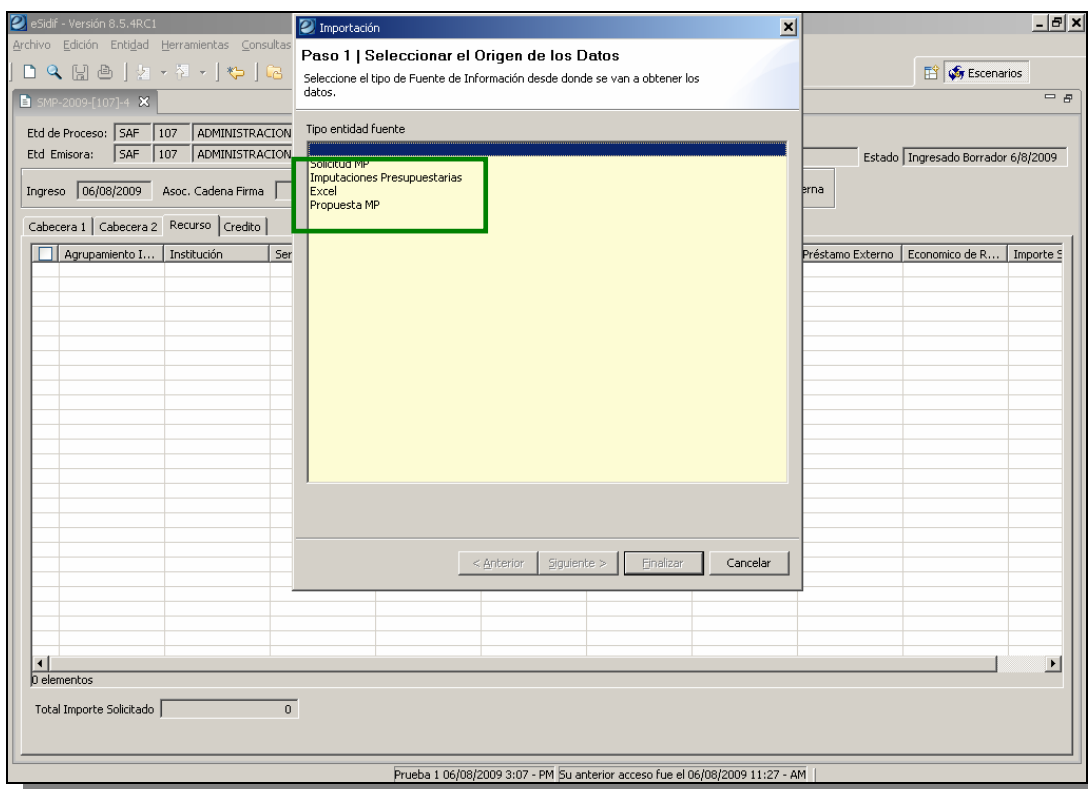 eSidif - Versión 8.5.4RC1
Archivo Edición Entidad Herramientas Consultas
Escenarios
SMP-2009-[107]-4
Etd de Proceso: SAF 107 ADMINISTRACION
Etd Emisora: SAF 107 ADMINISTRACION
Estado Ingresado Borrador 6/8/2009
Ingreso 06/08/2009 Asoc. Cadena Firma
erna
Cabecera 1 Cabecera 2 Recurso Credito
Agrupamiento I... Institución Ser
Préstamo Externo Economico de R... Importe S
Importación
Paso 1 | Seleccionar el Origen de los Datos
Seleccione el tipo de Fuente de Información desde donde se van a obtener los
datos.
Tipo entidad fuente
Solicitud MP
Imputaciones Presupuestarias
Excel
Propuesta MP
< Anterior Siguiente > Finalizar Cancelar
0 elementos
Total Importe Solicitado 0
Prueba 1 06/08/2009 3:07 - PM Su anterior acceso fue el 06/08/2009 11:27 - AM